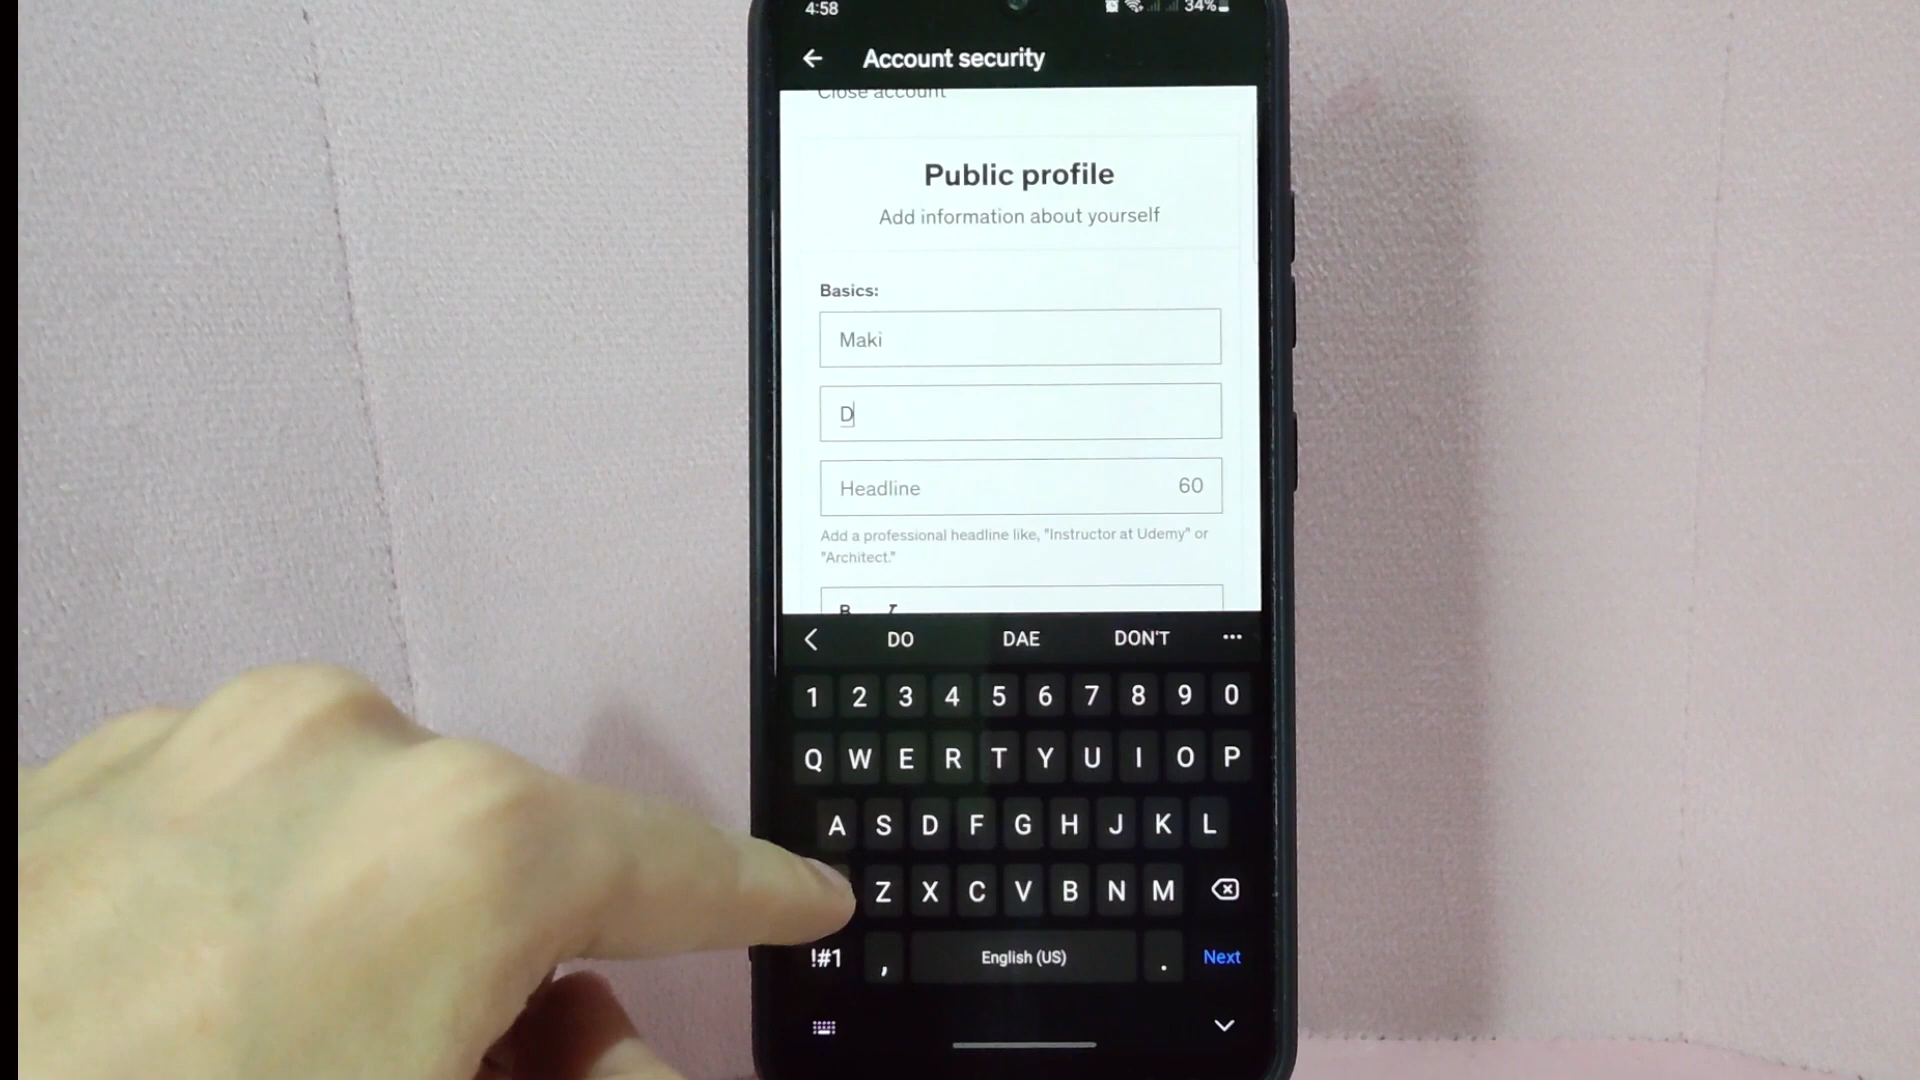 4:58 34%
Account security
Close account
Public profile
Add information about yourself
Basics:
Maki
D
Headline 60
Add a professional headline like, "Instructor at Udemy" or
"Architect."
B I
DO DAE DON'T ...
1 2 3 4 5 6 7 8 9 0
Q W E R T Y U I O P
A S D F G H J K L
Z X C V B N M
!#1 , English (US) . Next